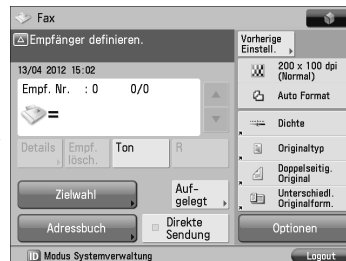 Fax
Empfänger definieren.
Vorherige
Einstell.
13/04 2012 15:02
Empf. Nr. : 0 0/0
=
200 x 100 dpi
(Normal)
Auto Format
Dichte
Details
Empf.
lösch.
Ton
R
Originaltyp
Doppelseitig.
Original
Zielwahl
Auf-
gelegt
Unterschiedl.
Originalform.
Adressbuch
Direkte
Sendung
Optionen
ID Modus Systemverwaltung
Logout